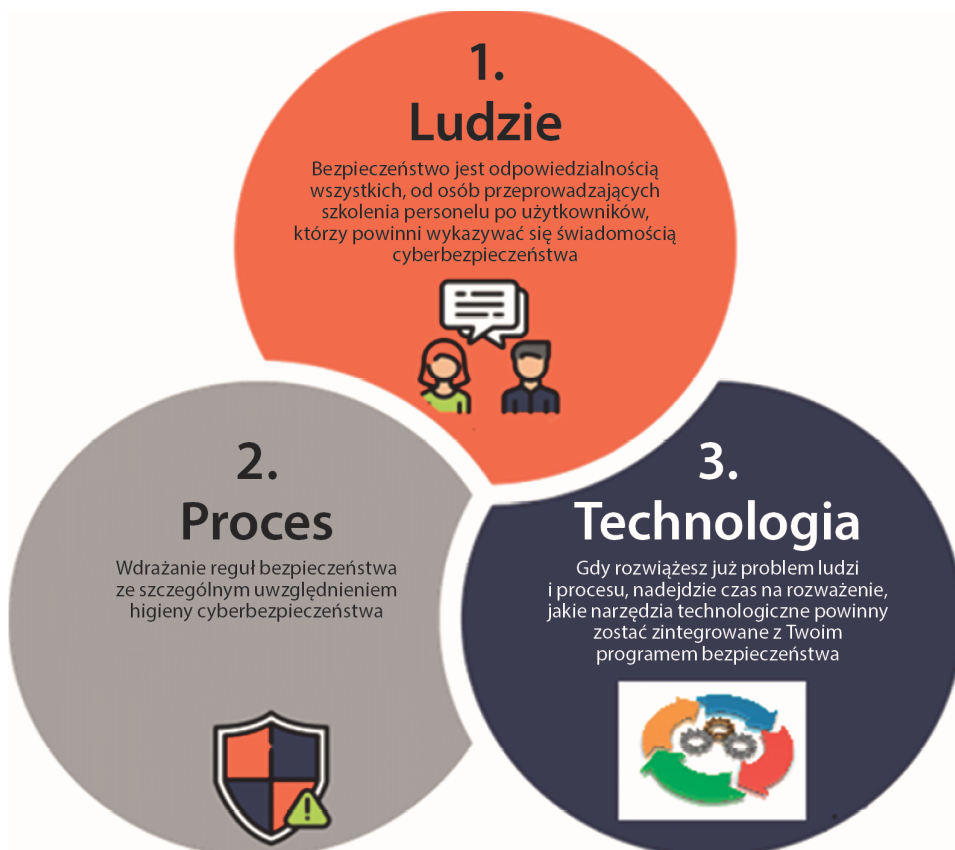 1.
Ludzie
Bezpieczeństwo jest odpowiedzialnością
wszystkich, od osób przeprowadzających
szkolenia personelu po użytkowników,
którzy powinni wykazywać się świadomością
cyberbezpieczeństwa
2.
Proces
Wdrażanie reguł bezpieczeństwa
ze szczególnym uwzględnieniem
higieny cyberbezpieczeństwa
3.
Technologia
Gdy rozwiążesz już problem ludzi
i procesu, nadejdzie czas na rozważenie,
jakie narzędzia technologiczne powinny
zostać zintegrowane z Twoim
programem bezpieczeństwa